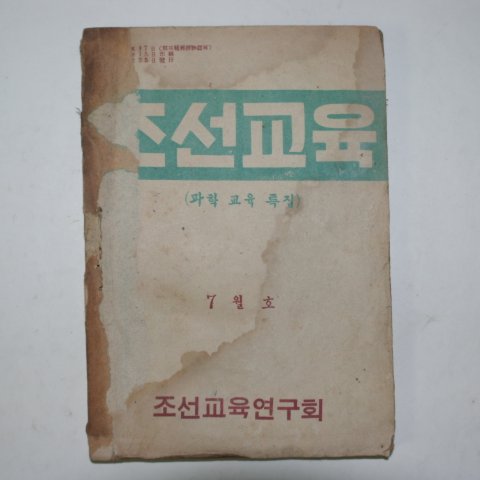 조선교육
(과학 교육 특집)
7 월 호
조선교육연구회